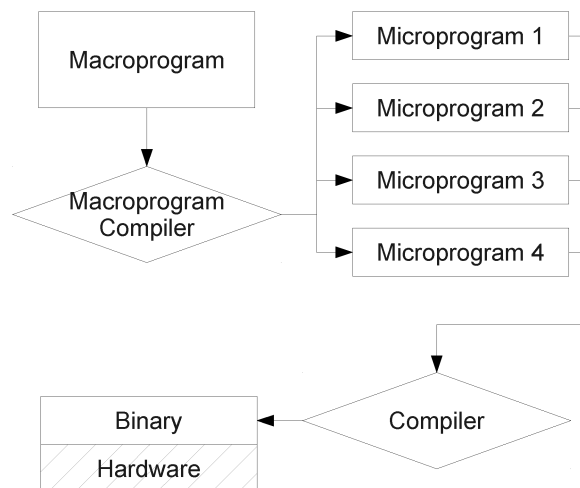 Macroprogram
Microprogram 1
Microprogram 2
Microprogram 3
Microprogram 4
Macroprogram
Compiler
Compiler
Binary
Hardware